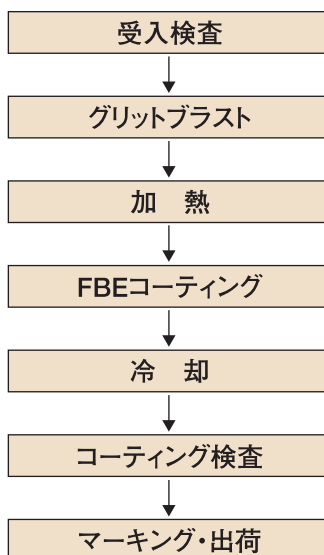 受入検査
グリットブラスト
加　熱
FBEコーティング
冷　却
コーティング検査
マーキング・出荷